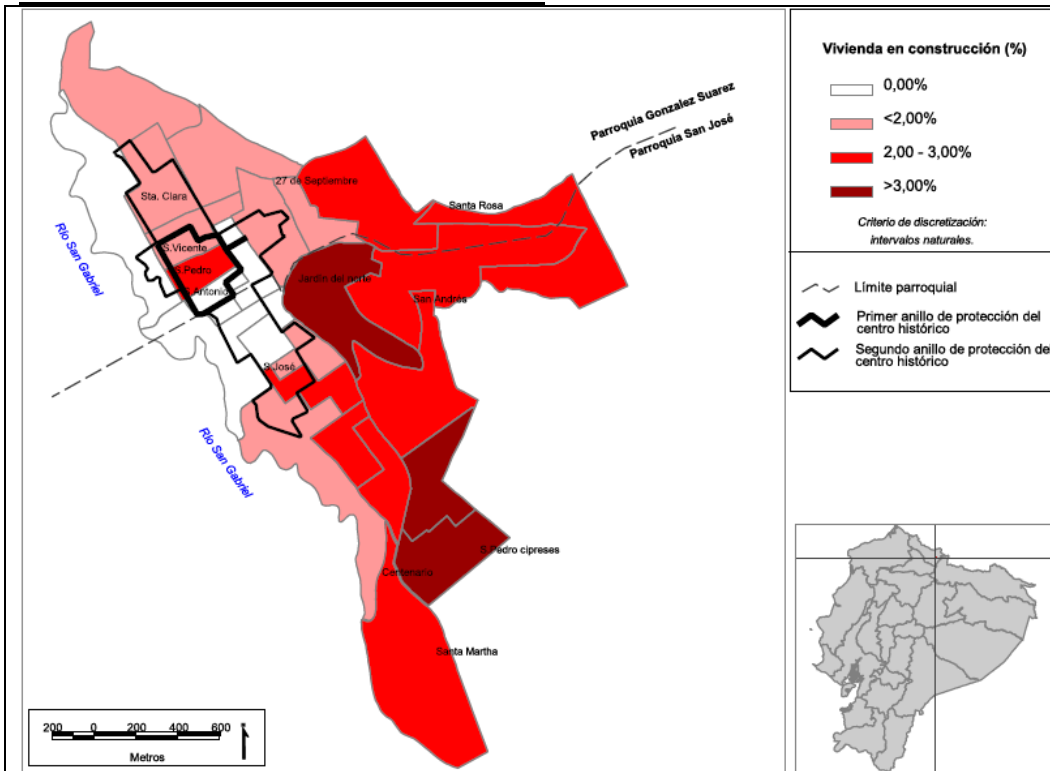 Vivienda en construcción (%)
0,00%
<2,00%
2,00 - 3,00%
>3,00%
Criterio de discretización:
intervalos naturales.
Límite parroquial
Primer anillo de protección del
centro histórico
Segundo anillo de protección del
centro histórico
Parroquia Gonzalez Suarez
Parroquia San José
27 de Septiembre
Sta. Clara
Santa Rosa
Río San Gabriel
S.Vicente
S.Pedro
S.Antonio
Jardín del norte
San Andrés
S.José
Río San Gabriel
S.Pedro cipreses
Centenario
Santa Martha
200 0 200 400 600
Metros